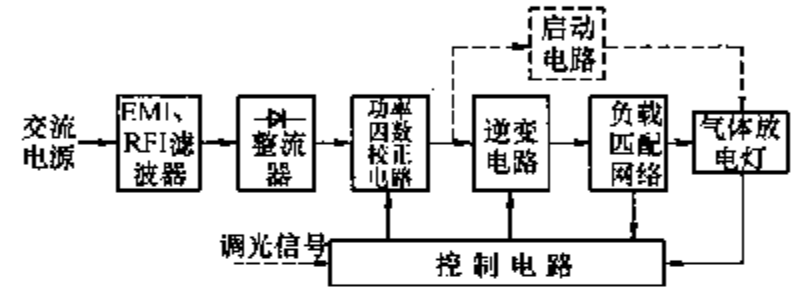 启动
电路
交流
电源
EMI、
RFI滤
波器
整流
器
功率
因数
校正
电路
逆变
电路
负载
匹配
网络
气体放
电灯
调光信号
控制电路